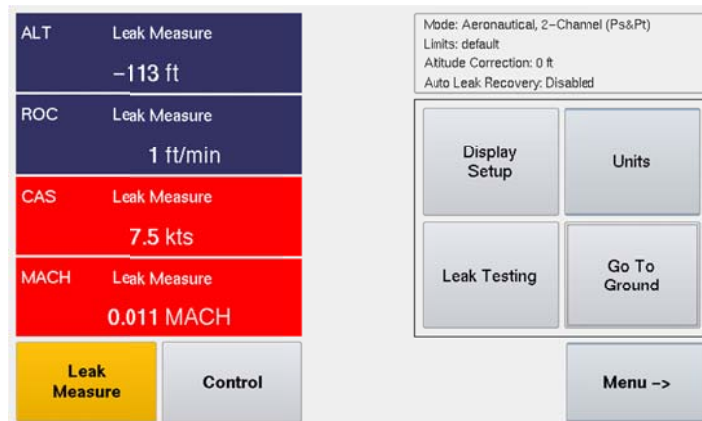 ALT Leak Measure
−113 ft
ROC Leak Measure
1 ft/min
CAS Leak Measure
7.5 kts
MACH Leak Measure
0.011 MACH
Leak
Measure
Control
Mode: Aeronautical, 2−Channel (Ps&Pt)
Limits: default
Altitude Correction: 0 ft
Auto Leak Recovery: Disabled
Display
Setup
Units
Leak Testing
Go To
Ground
Menu −>